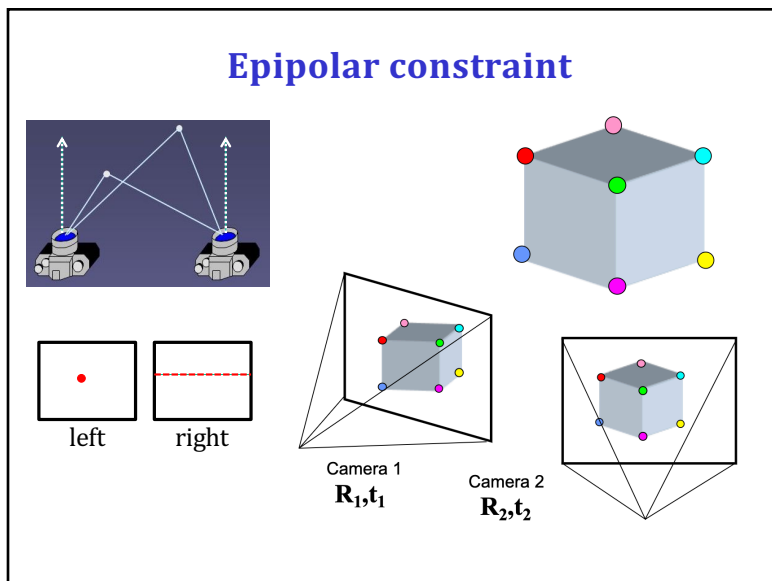 Epipolar constraint
left
right
Camera 1
R₁,t₁
Camera 2
R₂,t₂